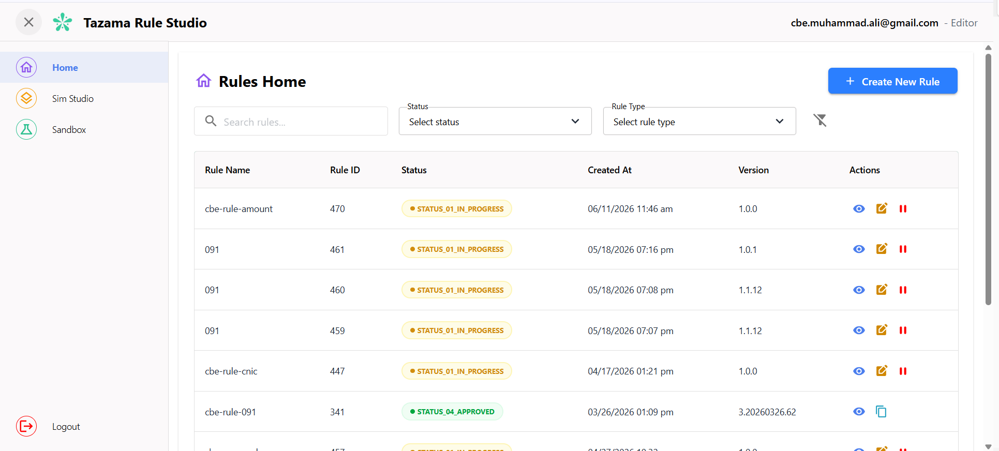 Tazama Rule Studio
cbe.muhammad.ali@gmail.com - Editor
Home
Sim Studio
Sandbox
Logout
Rules Home
+ Create New Rule
Search rules...
Status
Select status
Rule Type
Select rule type
Rule Name Rule ID Status Created At Version Actions
cbe-rule-amount 470 STATUS_01_IN_PROGRESS 06/11/2026 11:46 am 1.0.0
091 461 STATUS_01_IN_PROGRESS 05/18/2026 07:16 pm 1.0.1
091 460 STATUS_01_IN_PROGRESS 05/18/2026 07:08 pm 1.1.12
091 459 STATUS_01_IN_PROGRESS 05/18/2026 07:07 pm 1.1.12
cbe-rule-cnic 447 STATUS_01_IN_PROGRESS 04/17/2026 01:21 pm 1.0.0
cbe-rule-091 341 STATUS_04_APPROVED 03/26/2026 01:09 pm 3.20260326.62